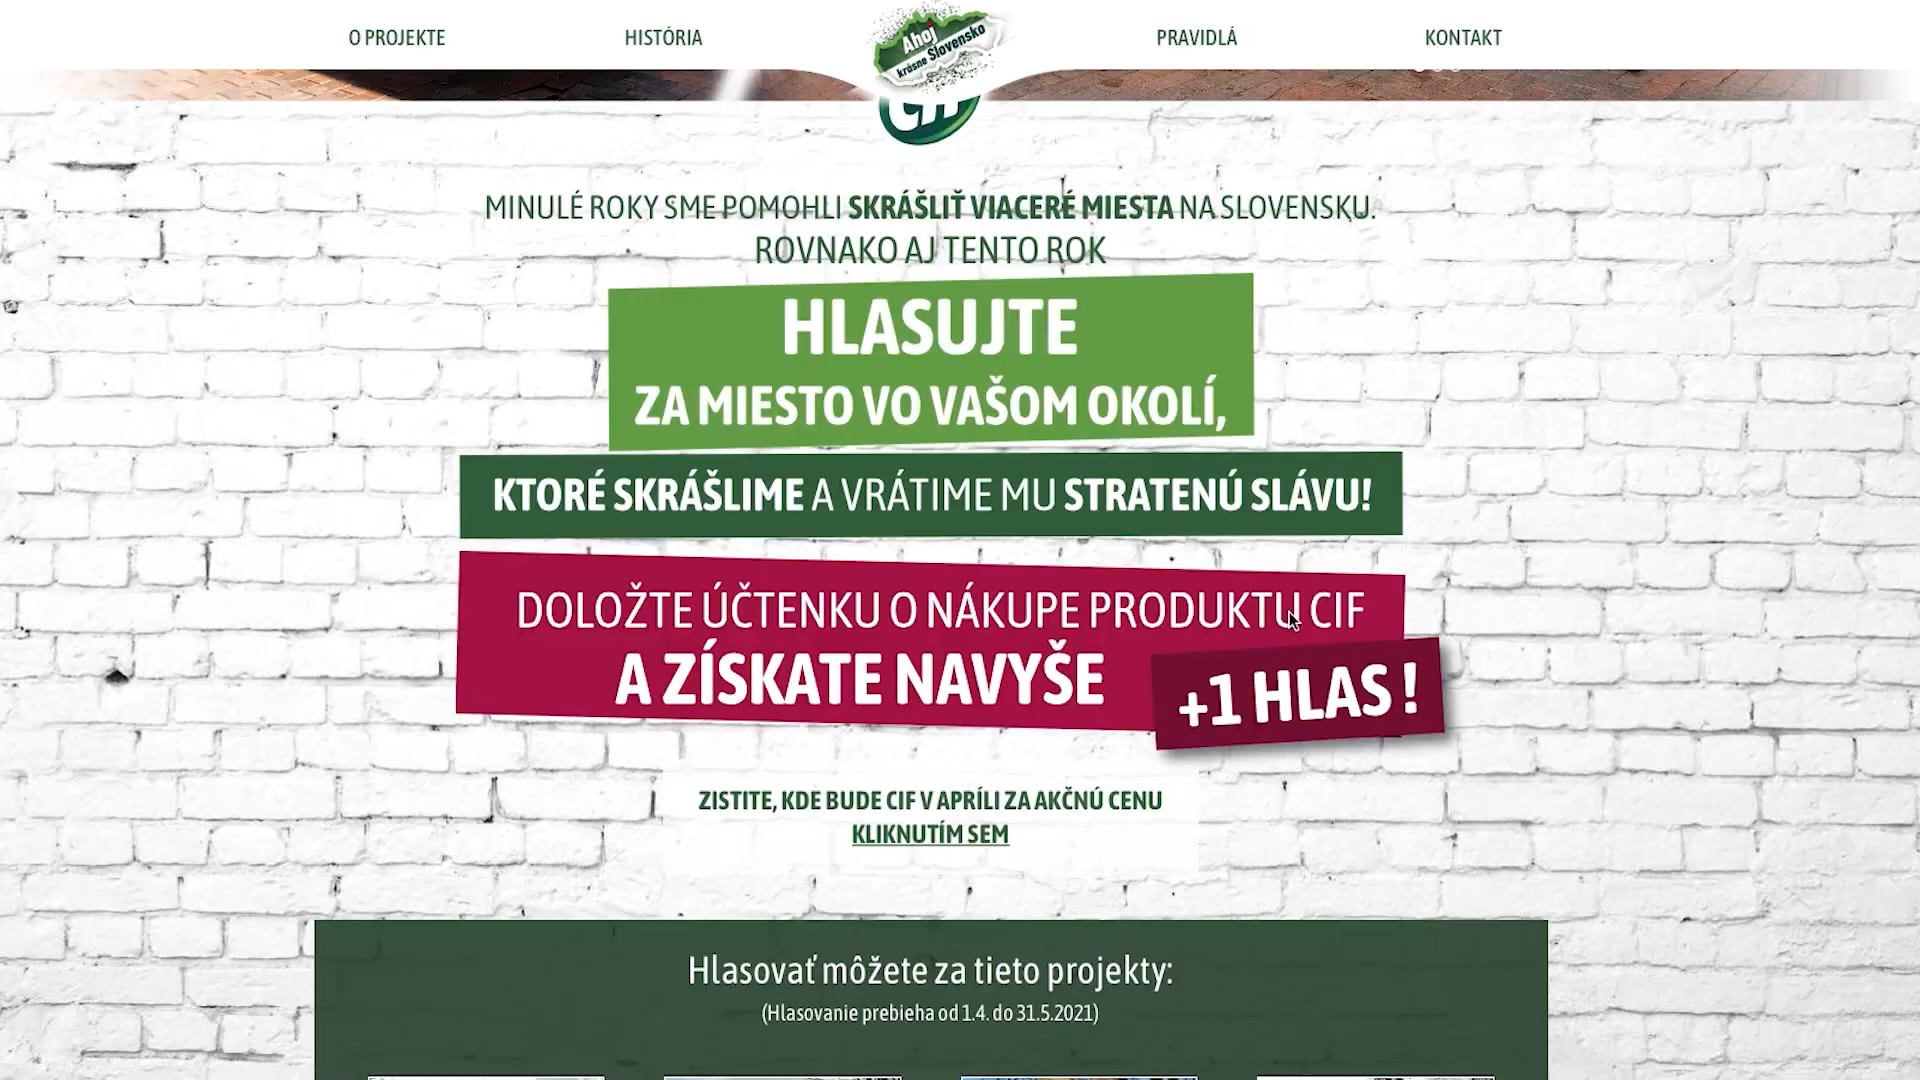 O PROJEKTE
HISTÓRIA
Ahoj
krásne Slovensko
PRAVIDLÁ
KONTAKT
MINULÉ ROKY SME POMOHLI SKRÁŠLIŤ VIACERÉ MIESTA NA SLOVENSKU.
ROVNAKO AJ TENTO ROK
HLASUJTE
ZA MIESTO VO VAŠOM OKOLÍ,
KTORÉ SKRÁŠLIME A VRÁTIME MU STRATENÚ SLÁVU!
DOLOŽTE ÚČTENKU O NÁKUPE PRODUKTU CIF
A ZÍSKATE NAVYŠE
+1 HLAS !
ZISTITE, KDE BUDE CIF V APRÍLI ZA AKČNÚ CENU
KLIKNUTÍM SEM
Hlasovať môžete za tieto projekty:
(Hlasovanie prebieha od 1.4. do 31.5.2021)